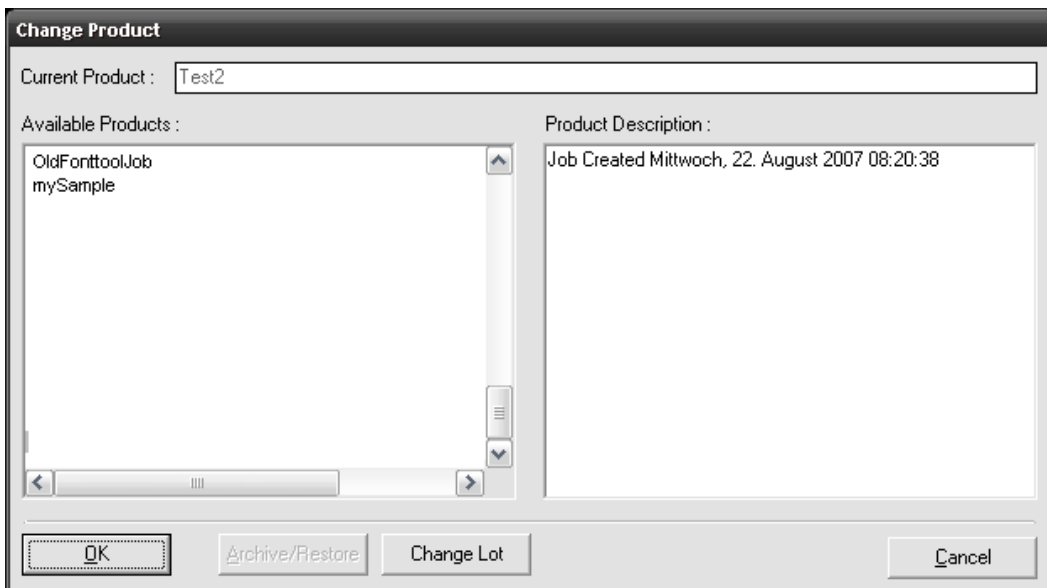 Change Product
Current Product : Test2
Available Products :
Product Description :
OldFonttoolJob
mySample
Job Created Mittwoch, 22. August 2007 08:20:38
OK
Archive/Restore
Change Lot
Cancel